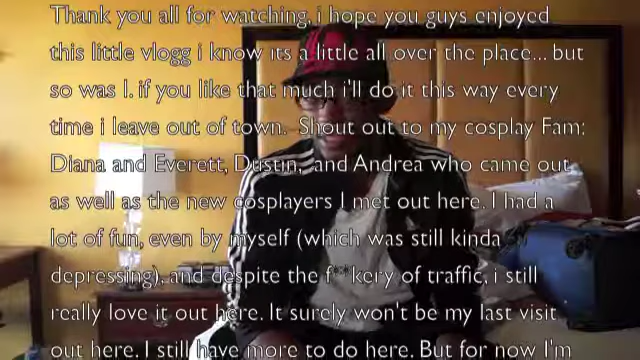 Thank you all for watching, i hope you guys enjoyed
this little vlogg i know its a little all over the place... but
so was I. if you like that much i'll do it this way every
time i leave out of town. Shout out to my cosplay Fam:
Diana and Everett, Dustin, and Andrea who came out
as well as the new cosplayers I met out here. I had a
lot of fun, even by myself (which was still kinda
depressing), and despite the f**kery of traffic, i still
really love it out here. It surely won't be my last visit
out here. I still have more to do here. But for now I'm